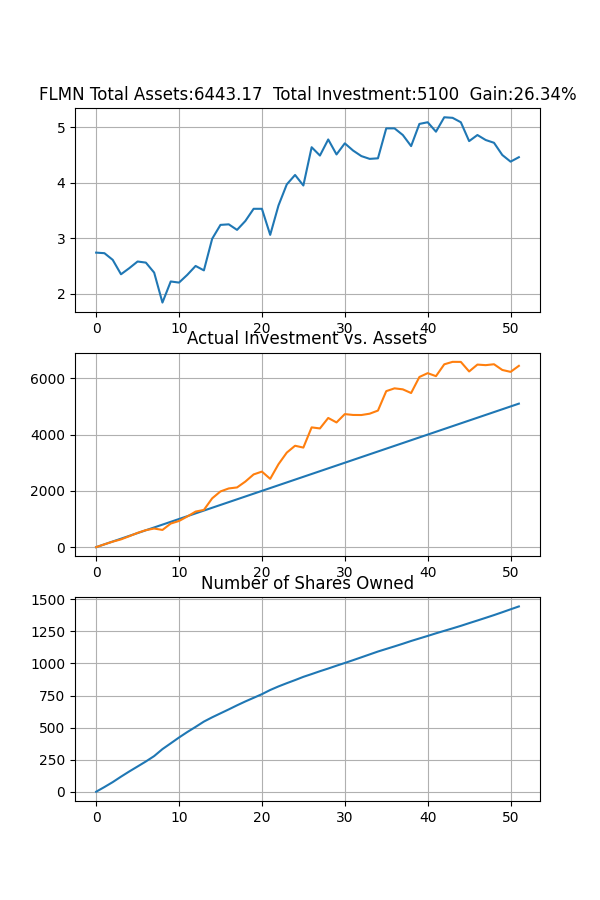 FLMN Total Assets:6443.17  Total Investment:5100  Gain:26.34%
5
4
3
2
0 10 20 30 40 50
Actual Investment vs. Assets
6000
4000
2000
0
0 10 20 30 40 50
Number of Shares Owned
1500
1250
1000
750
500
250
0
0 10 20 30 40 50